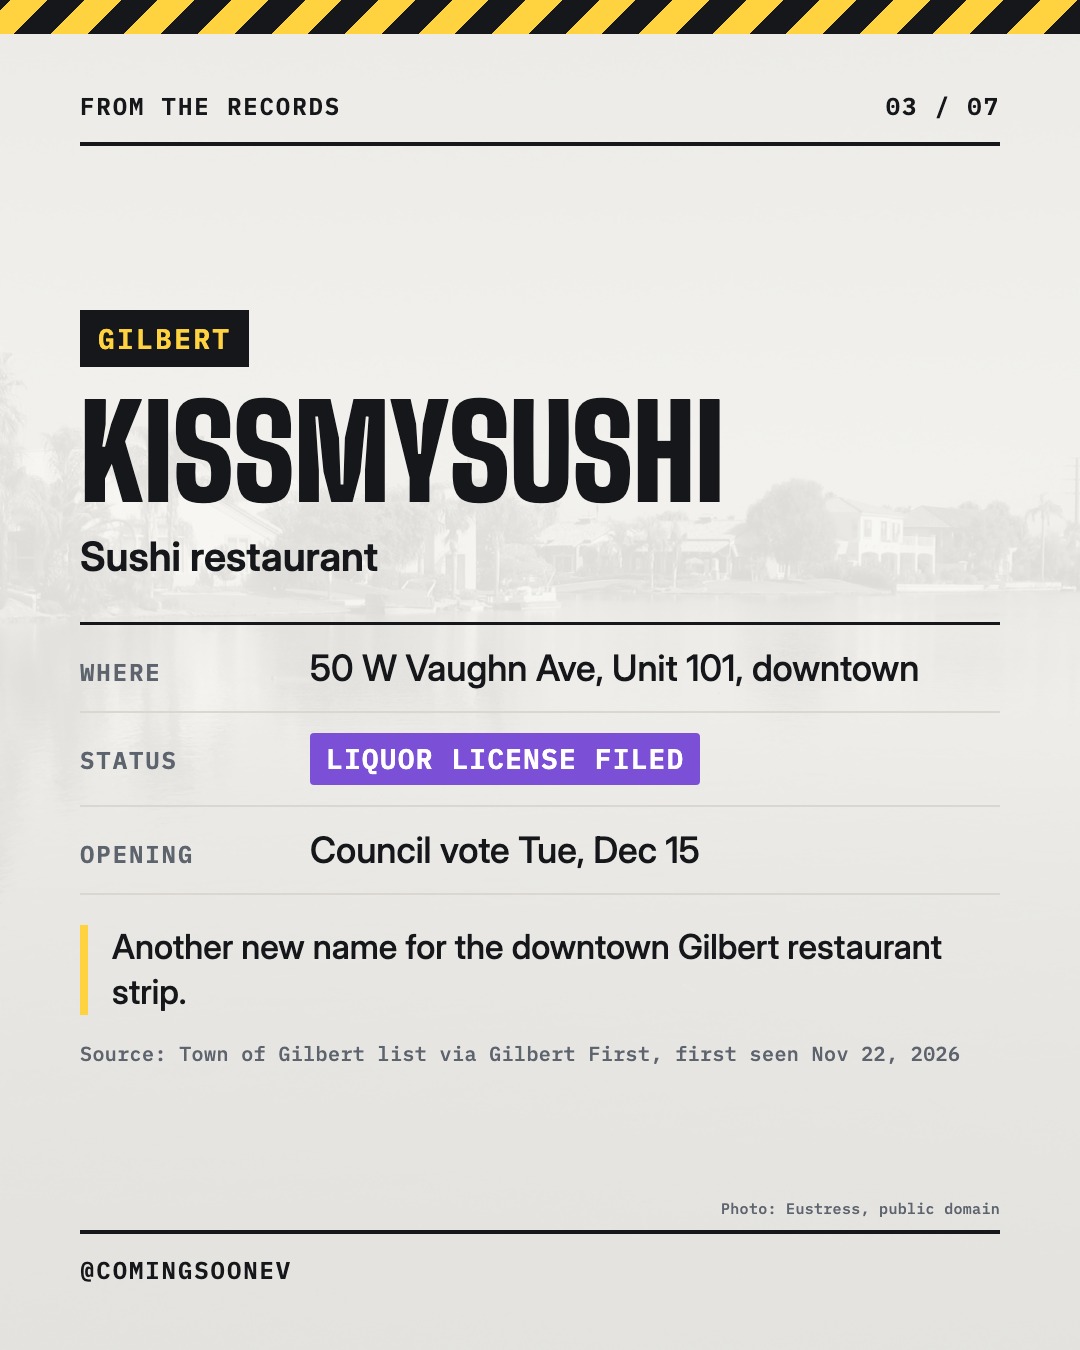 FROM THE RECORDS
03 / 07
GILBERT
KISSMYSUSHI
Sushi restaurant
WHERE
50 W Vaughn Ave, Unit 101, downtown
STATUS
LIQUOR LICENSE FILED
OPENING
Council vote Tue, Dec 15
Another new name for the downtown Gilbert restaurant
strip.
Source: Town of Gilbert list via Gilbert First, first seen Nov 22, 2026
Photo: Eustress, public domain
@COMINGSOONEV